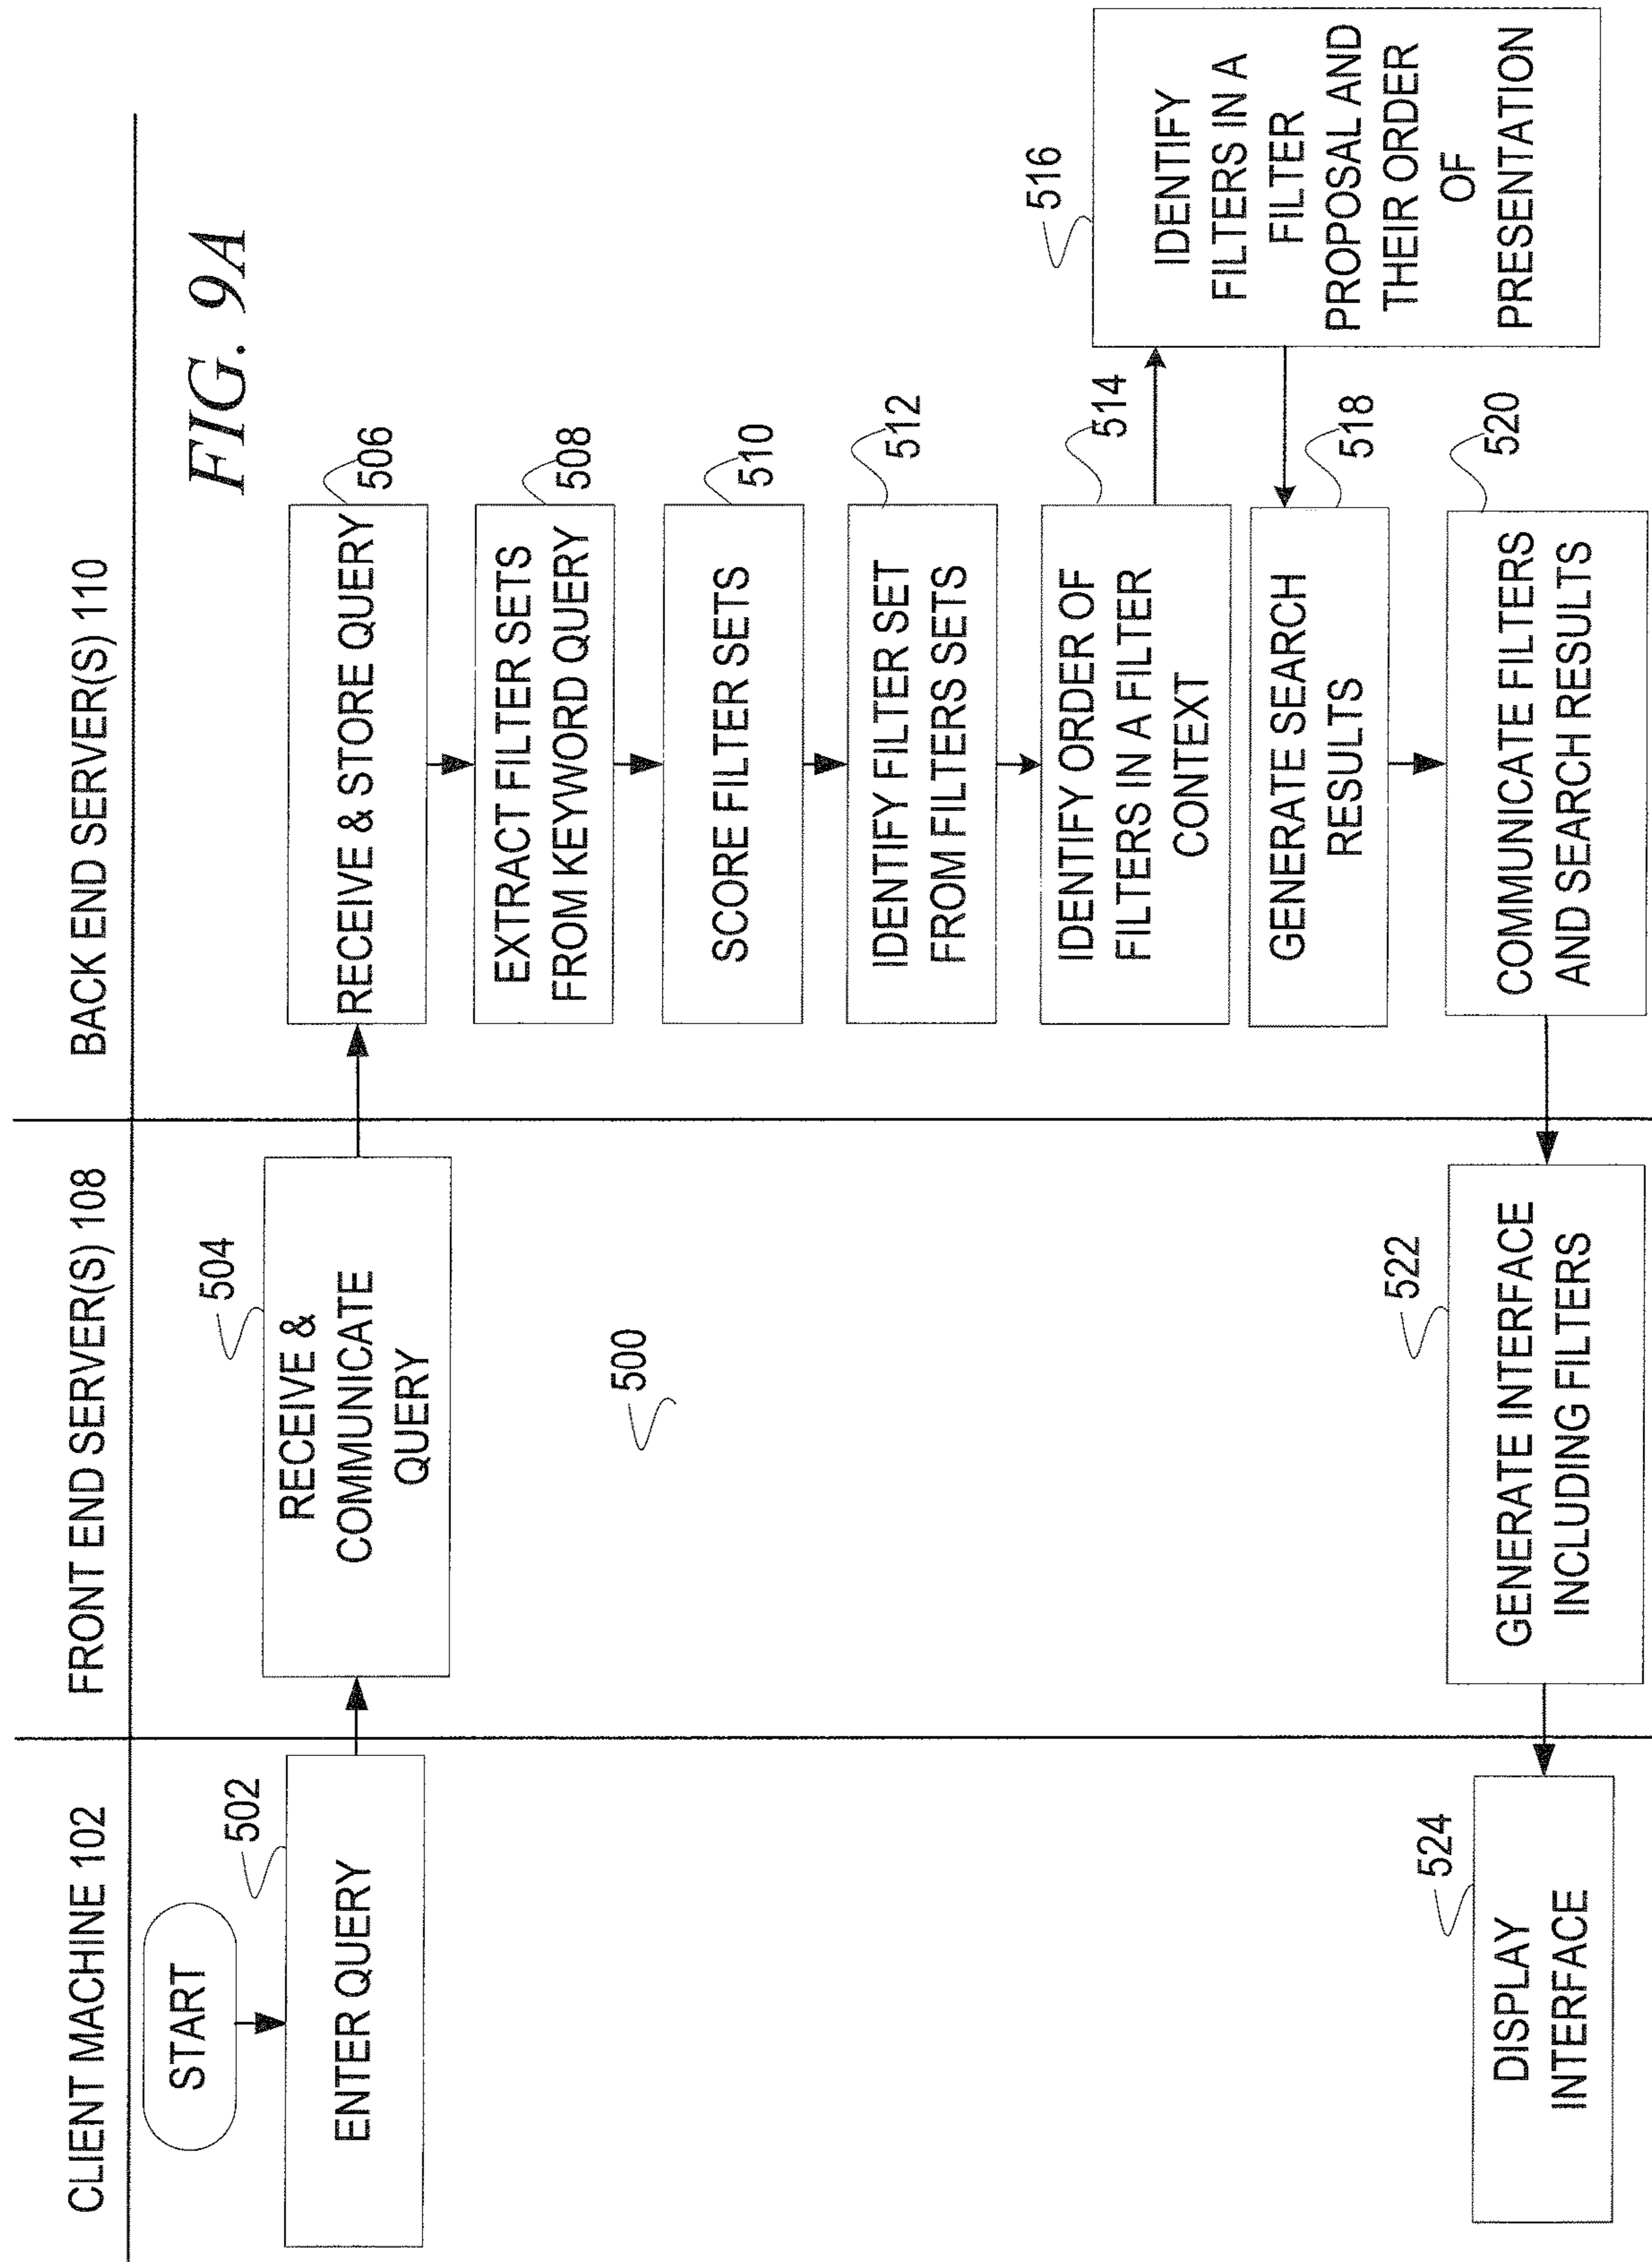 CLIENT MACHINE 102
FRONT END SERVER(S) 108
BACK END SERVER(S) 110
FIG. 9A
START
502
ENTER QUERY
504
RECEIVE &
COMMUNICATE
QUERY
506
RECEIVE & STORE QUERY
508
EXTRACT FILTER SETS
FROM KEYWORD QUERY
510
SCORE FILTER SETS
500
512
IDENTIFY FILTER SET
FROM FILTERS SETS
514
IDENTIFY ORDER OF
FILTERS IN A FILTER
CONTEXT
516
IDENTIFY
FILTERS IN A
FILTER
PROPOSAL AND
THEIR ORDER
OF
PRESENTATION
518
GENERATE SEARCH
RESULTS
520
COMMUNICATE FILTERS
AND SEARCH RESULTS
522
GENERATE INTERFACE
INCLUDING FILTERS
524
DISPLAY
INTERFACE